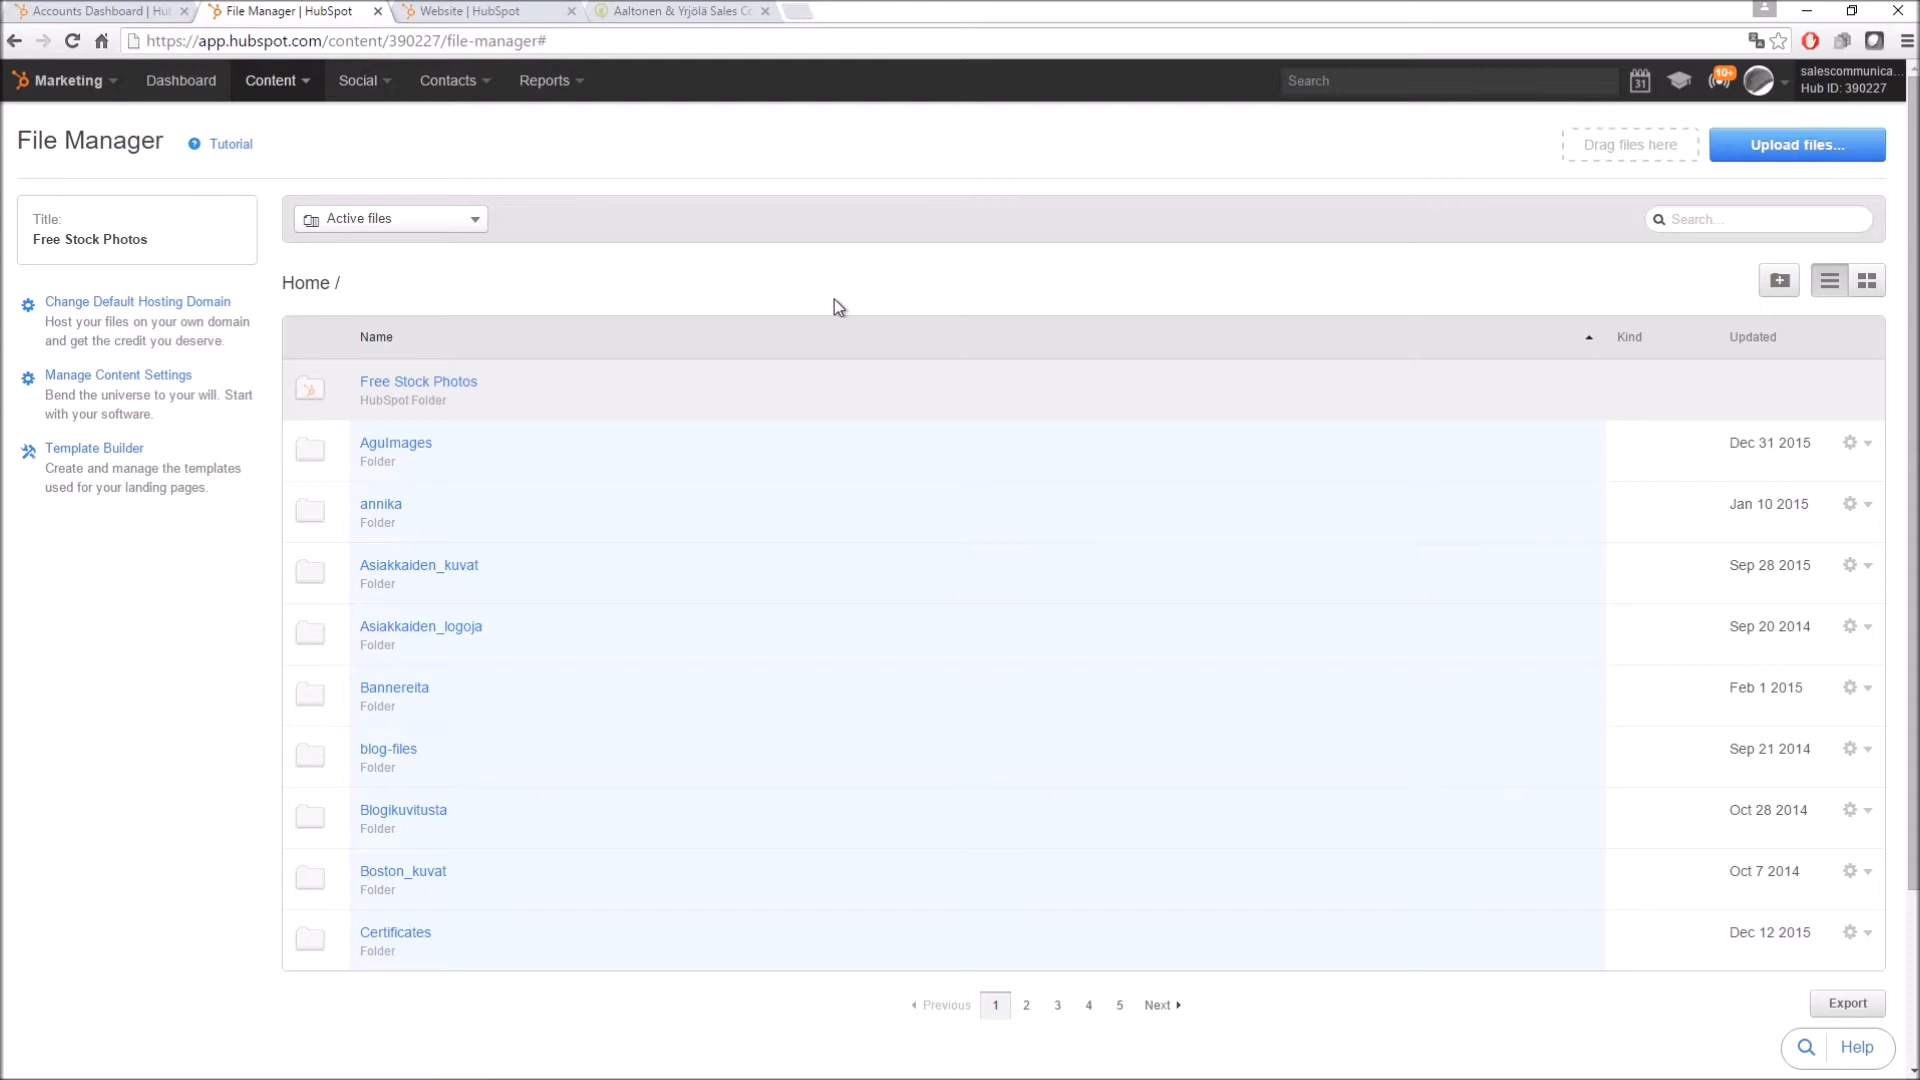 Accounts Dashboard | Hu
File Manager | HubSpot
Website | HubSpot
Aaltonen & Yrjölä Sales Co
https://app.hubspot.com/content/390227/file-manager#
Marketing
Dashboard
Content
Social
Contacts
Reports
Search
31
10+
salescommunica...
Hub ID: 390227
File Manager
Tutorial
Drag files here
Upload files...
Title:
Free Stock Photos
Active files
Search...
Change Default Hosting Domain
Host your files on your own domain
and get the credit you deserve.
Manage Content Settings
Bend the universe to your will. Start
with your software.
Template Builder
Create and manage the templates
used for your landing pages.
Home /
Name Kind Updated
Free Stock Photos
HubSpot Folder
AguImages Dec 31 2015
Folder
annika Jan 10 2015
Folder
Asiakkaiden_kuvat Sep 28 2015
Folder
Asiakkaiden_logoja Sep 20 2014
Folder
Bannereita Feb 1 2015
Folder
blog-files Sep 21 2014
Folder
Blogikuvitusta Oct 28 2014
Folder
Boston_kuvat Oct 7 2014
Folder
Certificates Dec 12 2015
Folder
Previous 1 2 3 4 5 Next
Export
Help